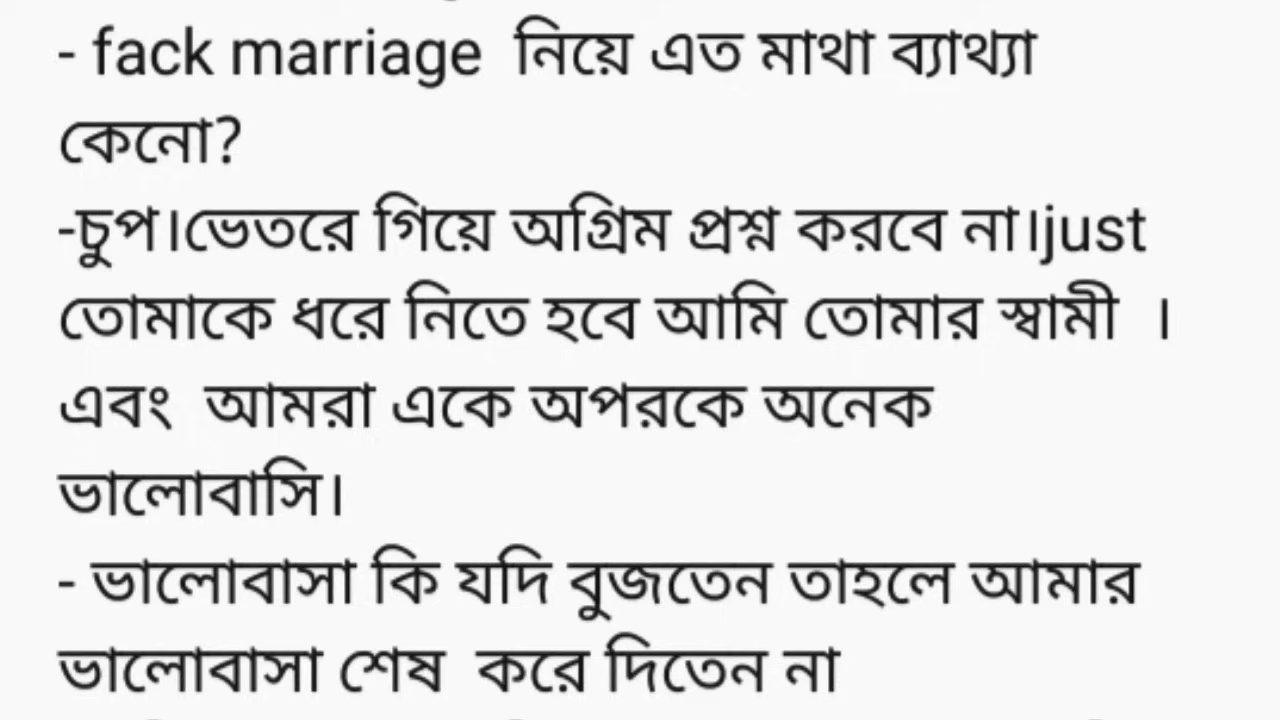 - fack marriage নিয়ে এত মাথা ব্যাথ্যা
কেনো?
-চুপ।ভেতরে গিয়ে অগ্রিম প্রশ্ন করবে না।just
তোমাকে ধরে নিতে হবে আমি তোমার স্বামী ।
এবং আমরা একে অপরকে অনেক
ভালোবাসি।
- ভালোবাসা কি যদি বুজতেন তাহলে আমার
ভালোবাসা শেষ করে দিতেন না